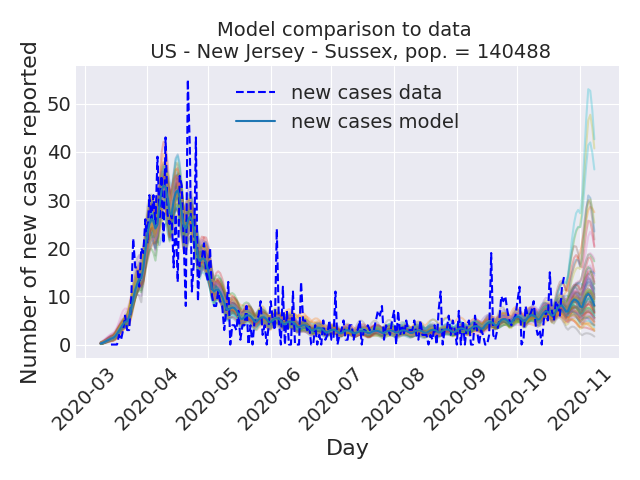 Model comparison to data
US - New Jersey - Sussex, pop. = 140488
Number of new cases reported
50
40
30
20
10
0
new cases data
new cases model
2020-03
2020-04
2020-05
2020-06
2020-07
2020-08
2020-09
2020-10
2020-11
Day